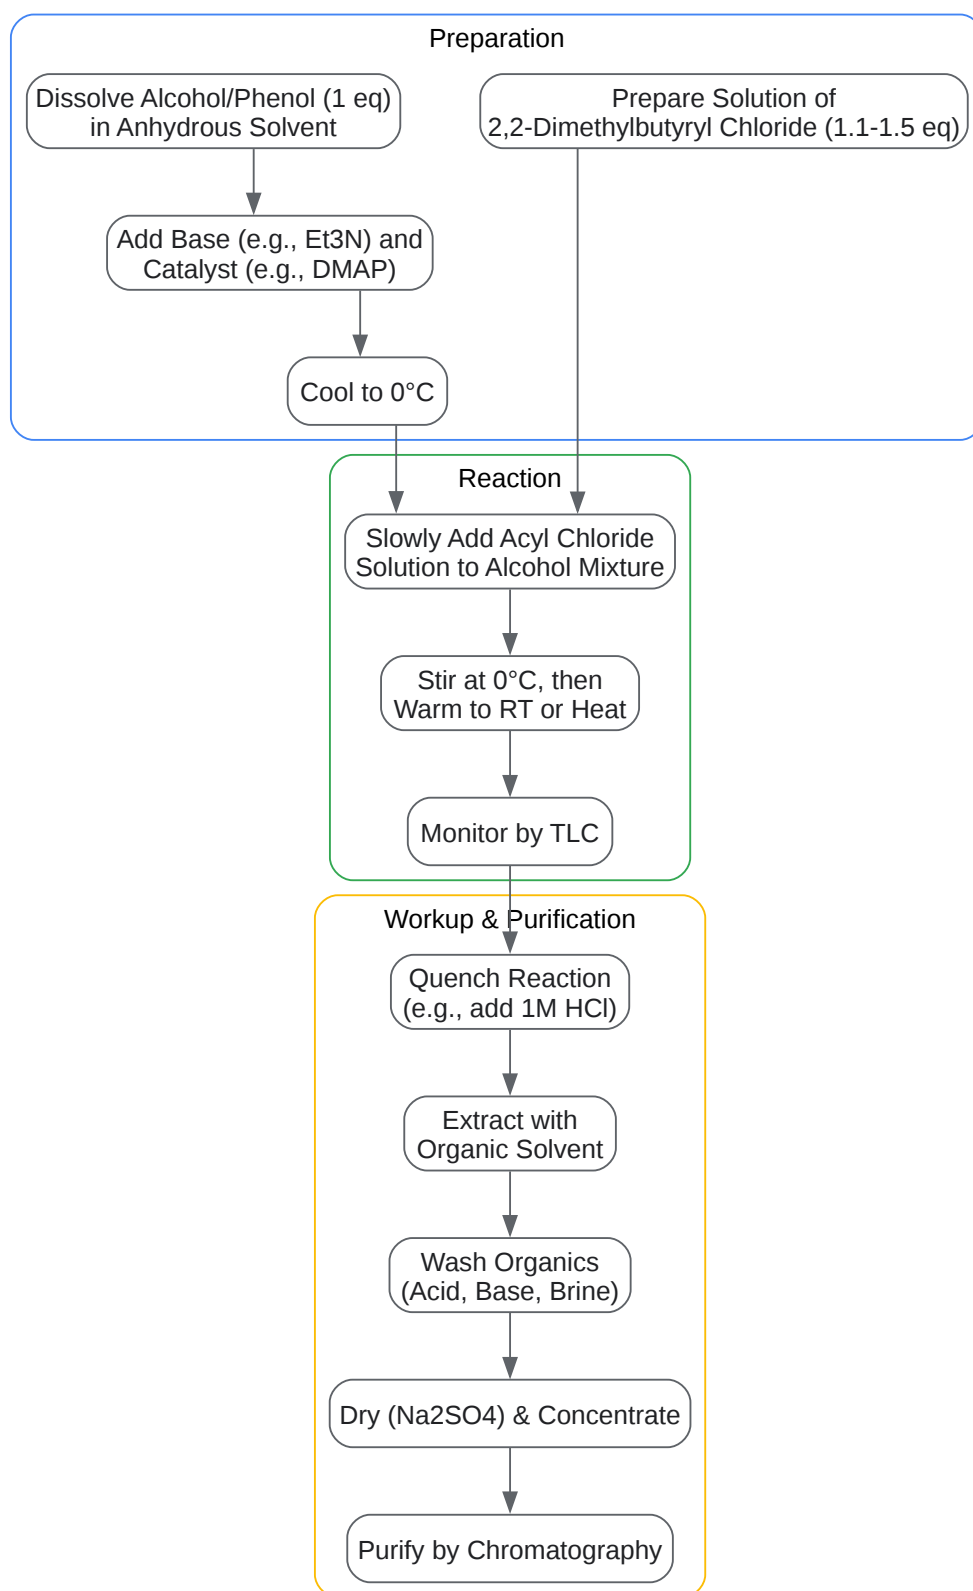 Preparation
Dissolve Alcohol/Phenol (1 eq)
in Anhydrous Solvent
Prepare Solution of
2,2-Dimethylbutyryl Chloride (1.1-1.5 eq)
Add Base (e.g., Et3N) and
Catalyst (e.g., DMAP)
Cool to 0°C
Reaction
Slowly Add Acyl Chloride
Solution to Alcohol Mixture
Stir at 0°C, then
Warm to RT or Heat
Monitor by TLC
Workup & Purification
Quench Reaction
(e.g., add 1M HCl)
Extract with
Organic Solvent
Wash Organics
(Acid, Base, Brine)
Dry (Na2SO4) & Concentrate
Purify by Chromatography